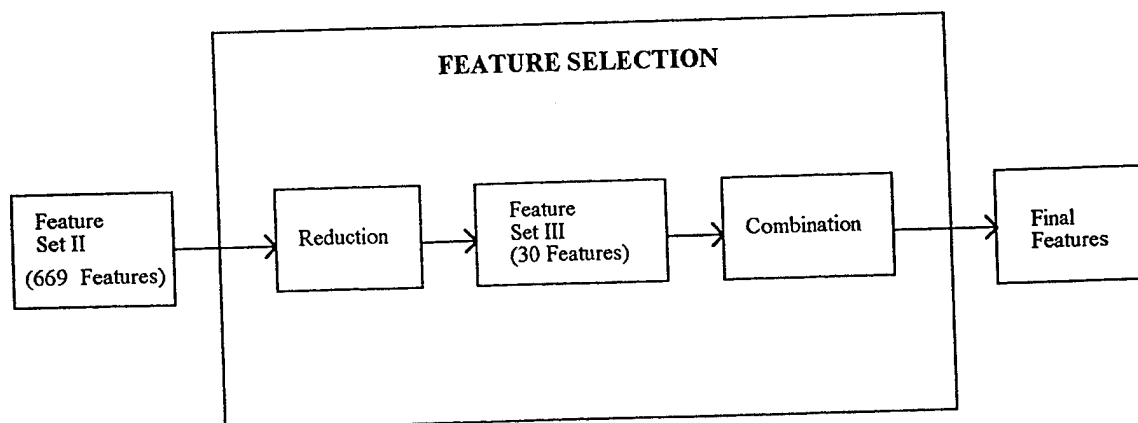 FEATURE SELECTION
Feature
Set II
(669 Features)
Reduction
Feature
Set III
(30 Features)
Combination
Final
Features